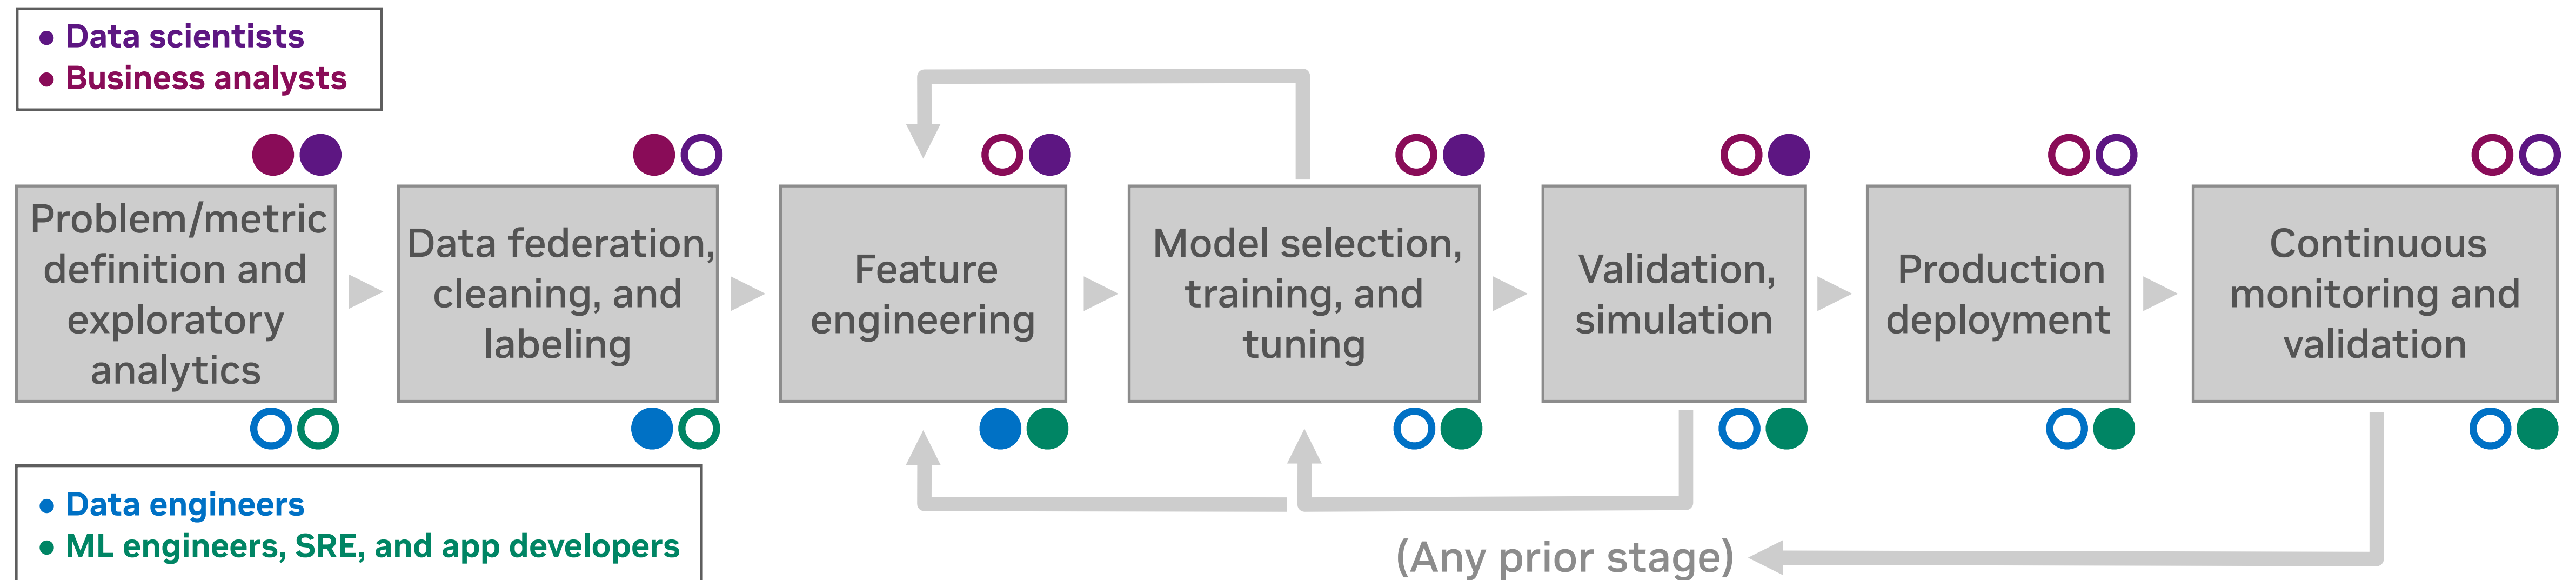 ● Data scientists
● Business analysts
Problem/metric
definition and
exploratory
analytics
Data federation,
cleaning, and
labeling
Feature
engineering
Model selection,
training, and
tuning
Validation,
simulation
Production
deployment
Continuous
monitoring and
validation
● Data engineers
● ML engineers, SRE, and app developers
(Any prior stage)